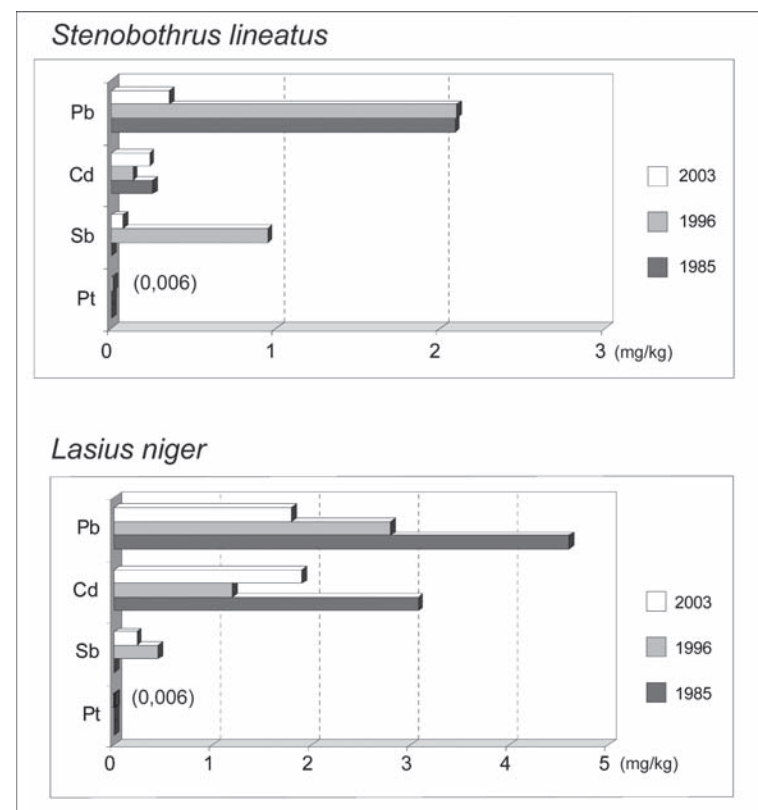 Stenobothrus lineatus
Pb
Cd
Sb
(0,006)
Pt
0 1 2 3 (mg/kg)
2003
1996
1985
Lasius niger
Pb
Cd
Sb
(0,006)
Pt
0 1 2 3 4 5 (mg/kg)
2003
1996
1985